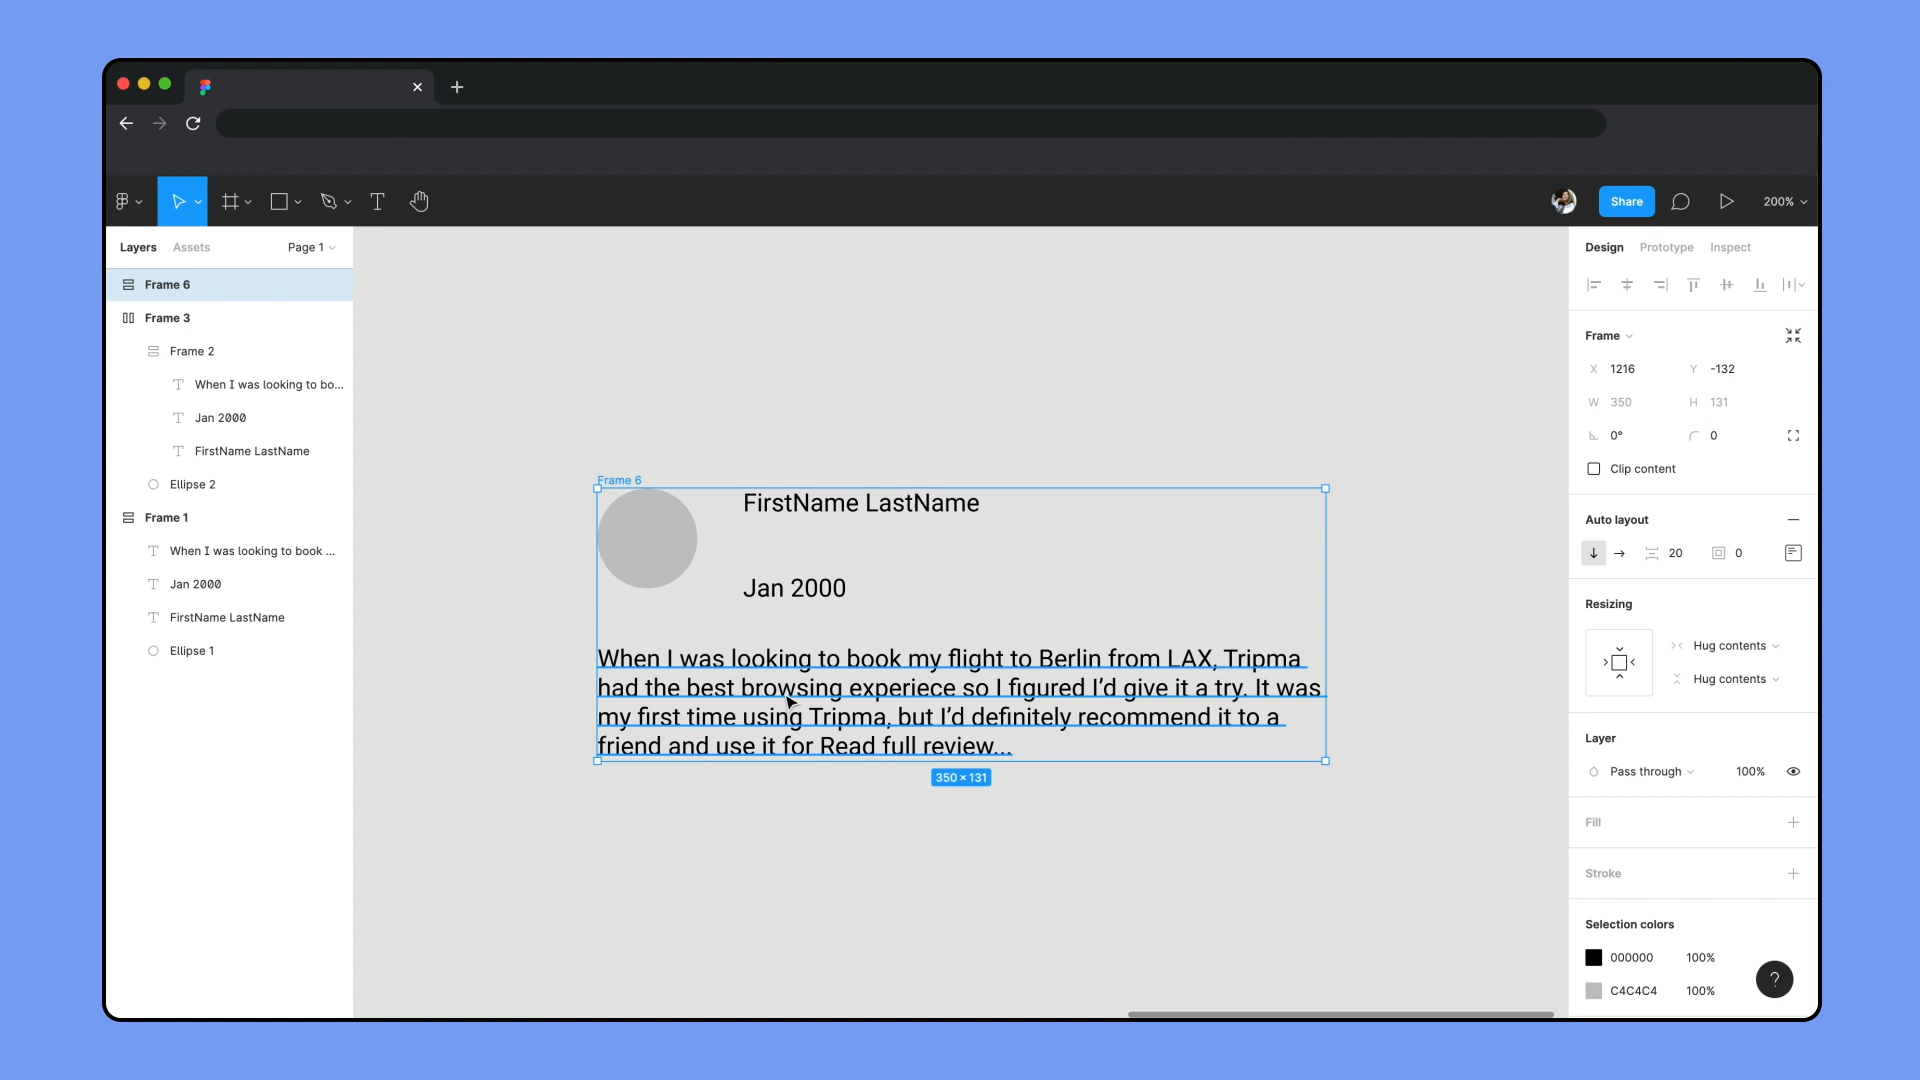 Share
200%
Layers
Assets
Page 1
Design
Prototype
Inspect
Frame 6
Frame 3
Frame 2
When I was looking to bo...
Jan 2000
FirstName LastName
Ellipse 2
Frame 1
When I was looking to book ...
Jan 2000
FirstName LastName
Ellipse 1
Frame 6
FirstName LastName
Jan 2000
When I was looking to book my flight to Berlin from LAX, Tripma
had the best browsing experiece so I figured I’d give it a try. It was
my first time using Tripma, but I’d definitely recommend it to a
friend and use it for Read full review...
350 × 131
Frame
X 1216 Y -132
W 350 H 131
0° 0
Clip content
Auto layout
20 0
Resizing
Hug contents
Hug contents
Layer
Pass through 100%
Fill
Stroke
Selection colors
000000 100%
C4C4C4 100%
?